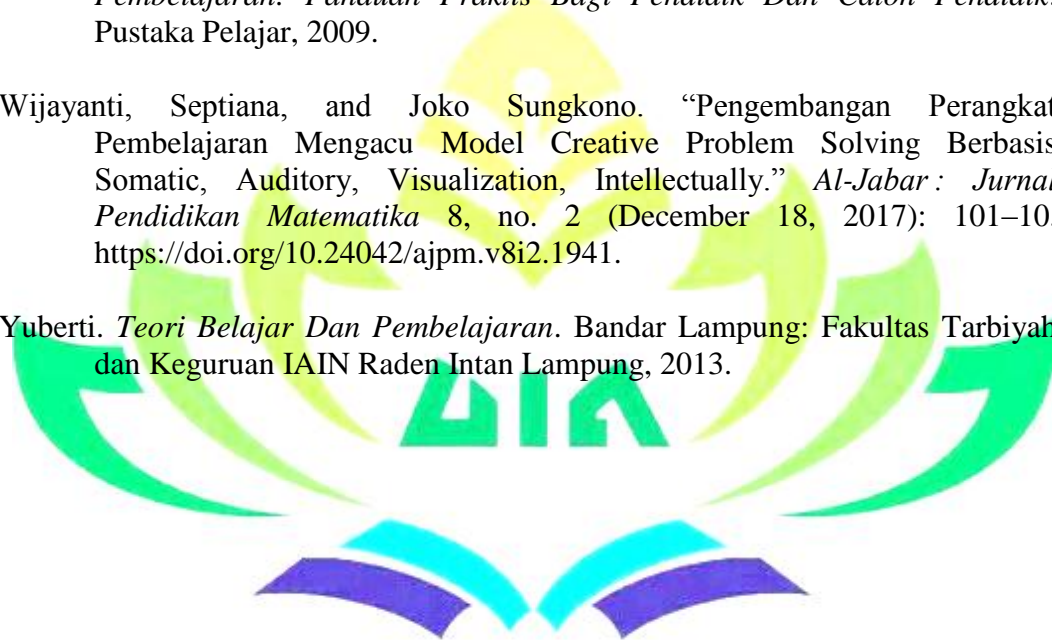 Pembelajaran: Panduan Praktis Bagi Pendidik Dan Calon Pendidik.
Pustaka Pelajar, 2009.
Wijayanti, Septiana, and Joko Sungkono. “Pengembangan Perangkat
Pembelajaran Mengacu Model Creative Problem Solving Berbasis
Somatic, Auditory, Visualization, Intellectually.” Al-Jabar : Jurnal
Pendidikan Matematika 8, no. 2 (December 18, 2017): 101–10.
https://doi.org/10.24042/ajpm.v8i2.1941.
Yuberti. Teori Belajar Dan Pembelajaran. Bandar Lampung: Fakultas Tarbiyah
dan Keguruan IAIN Raden Intan Lampung, 2013.